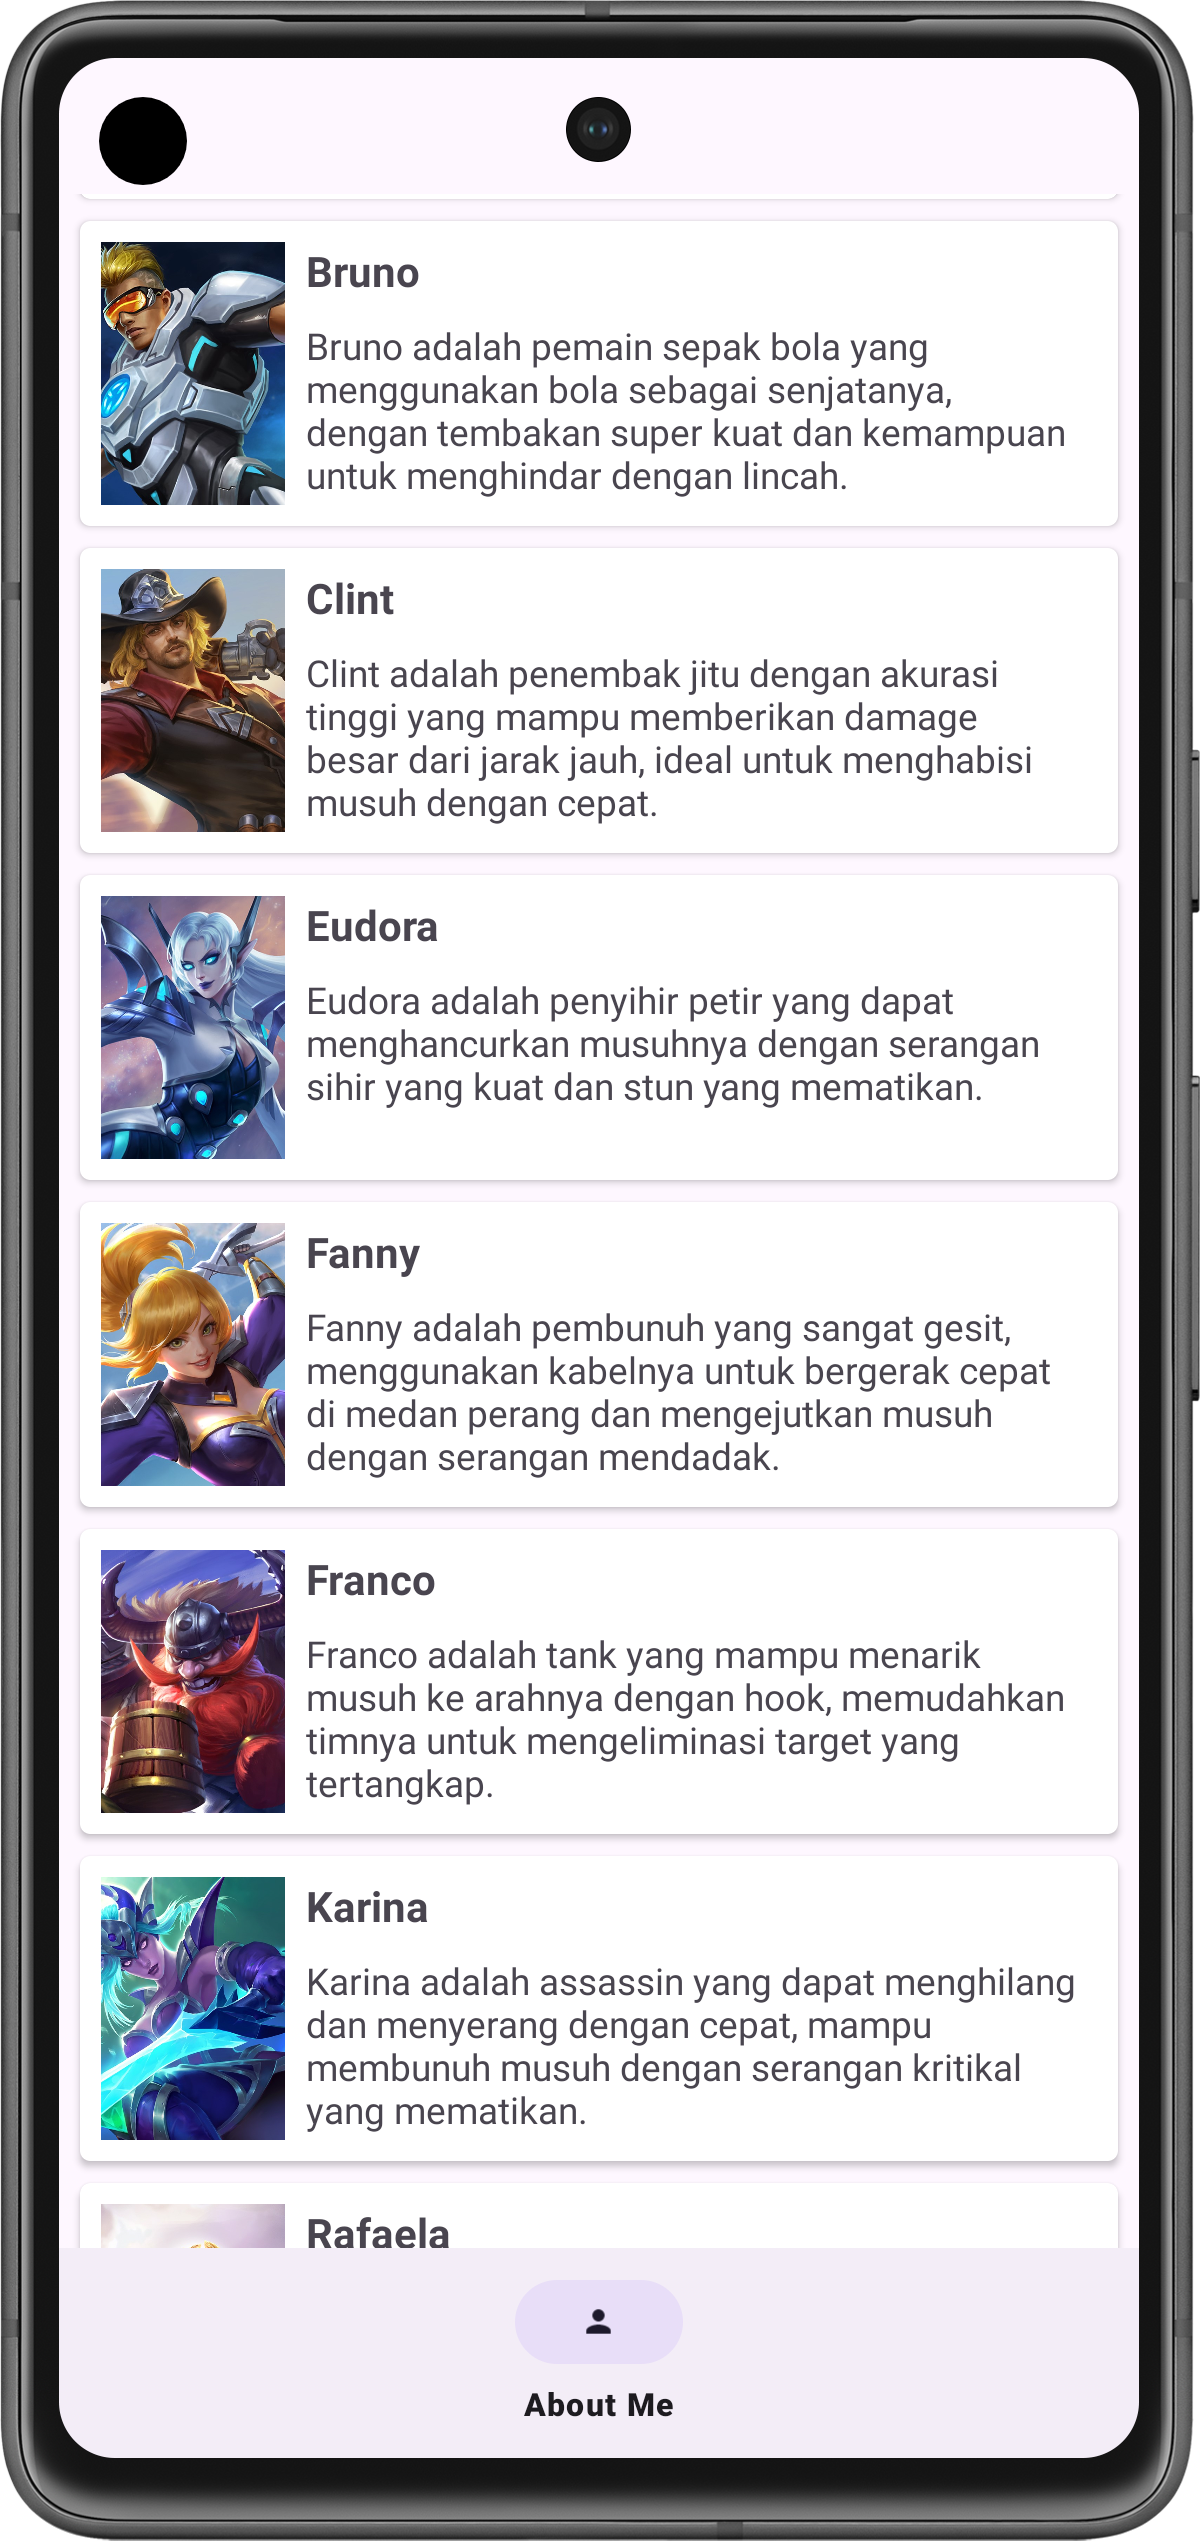 Bruno
Bruno adalah pemain sepak bola yang
menggunakan bola sebagai senjatanya,
dengan tembakan super kuat dan kemampuan
untuk menghindar dengan lincah.
Clint
Clint adalah penembak jitu dengan akurasi
tinggi yang mampu memberikan damage
besar dari jarak jauh, ideal untuk menghabisi
musuh dengan cepat.
Eudora
Eudora adalah penyihir petir yang dapat
menghancurkan musuhnya dengan serangan
sihir yang kuat dan stun yang mematikan.
Fanny
Fanny adalah pembunuh yang sangat gesit,
menggunakan kabelnya untuk bergerak cepat
di medan perang dan mengejutkan musuh
dengan serangan mendadak.
Franco
Franco adalah tank yang mampu menarik
musuh ke arahnya dengan hook, memudahkan
timnya untuk mengeliminasi target yang
tertangkap.
Karina
Karina adalah assassin yang dapat menghilang
dan menyerang dengan cepat, mampu
membunuh musuh dengan serangan kritikal
yang mematikan.
Rafaela
About Me